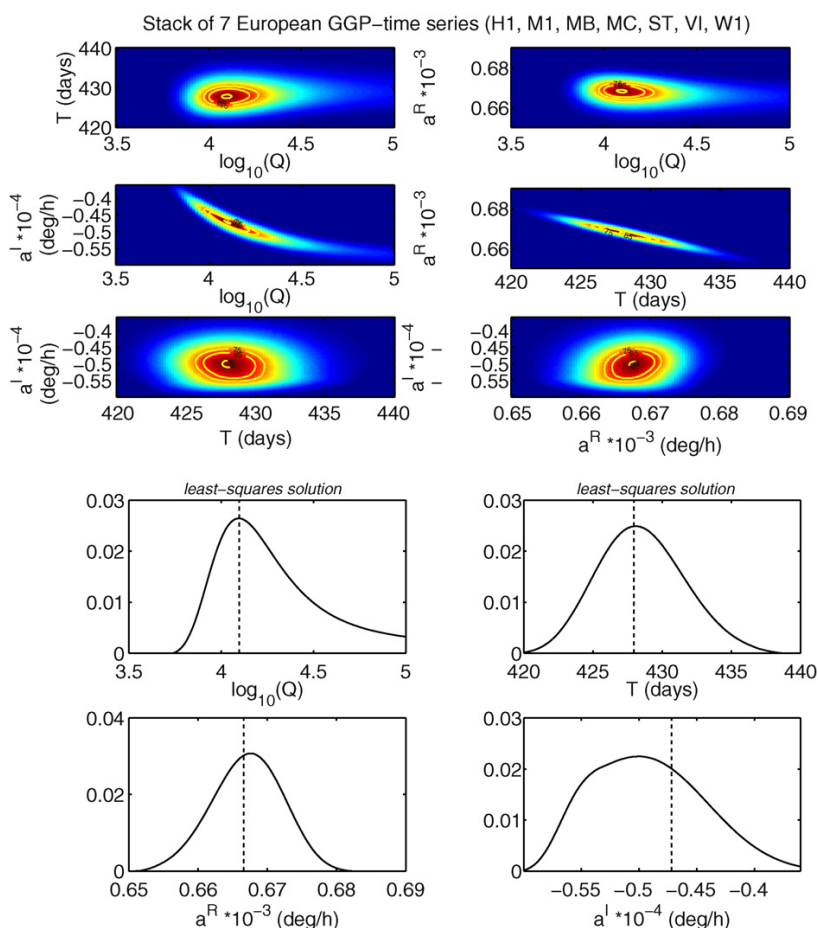 Stack of 7 European GGP−time series (H1, M1, MB, MC, ST, VI, W1)
T (days)
440
430
420
3.5 4 4.5 5
log10(Q)
a^R *10^−3
0.68
0.66
3.5 4 4.5 5
log10(Q)
a^I *10^−4
(deg/h)
−0.4
−0.45
−0.5
−0.55
3.5 4 4.5 5
log10(Q)
a^R *10^−3
0.68
0.66
75 85
420 425 430 435 440
T (days)
a^I *10^−4
(deg/h)
−0.4
−0.45
−0.5
−0.55
75
420 425 430 435 440
T (days)
a^I *10^−4
−0.4
−0.45
−0.5
−0.55
75
0.65 0.66 0.67 0.68 0.69
a^R *10^−3 (deg/h)
least−squares solution
0.03
0.02
0.01
0
3.5 4 4.5 5
log10(Q)
least−squares solution
0.03
0.02
0.01
0
420 425 430 435 440
T (days)
0.04
0.02
0
0.65 0.66 0.67 0.68 0.69
a^R *10^−3 (deg/h)
0.03
0.02
0.01
0
−0.55 −0.5 −0.45 −0.4
a^I *10^−4 (deg/h)